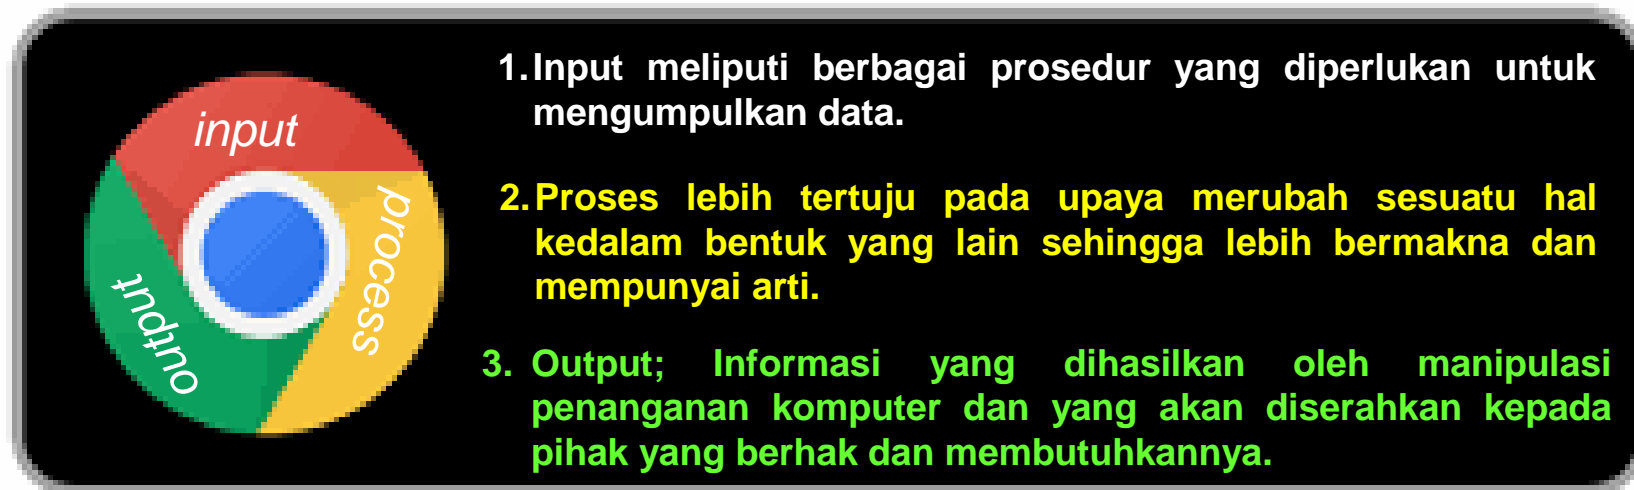 input
process
output
1. Input meliputi berbagai prosedur yang diperlukan untuk
mengumpulkan data.
2. Proses lebih tertuju pada upaya merubah sesuatu hal
kedalam bentuk yang lain sehingga lebih bermakna dan
mempunyai arti.
3. Output; Informasi yang dihasilkan oleh manipulasi
penanganan komputer dan yang akan diserahkan kepada
pihak yang berhak dan membutuhkannya.